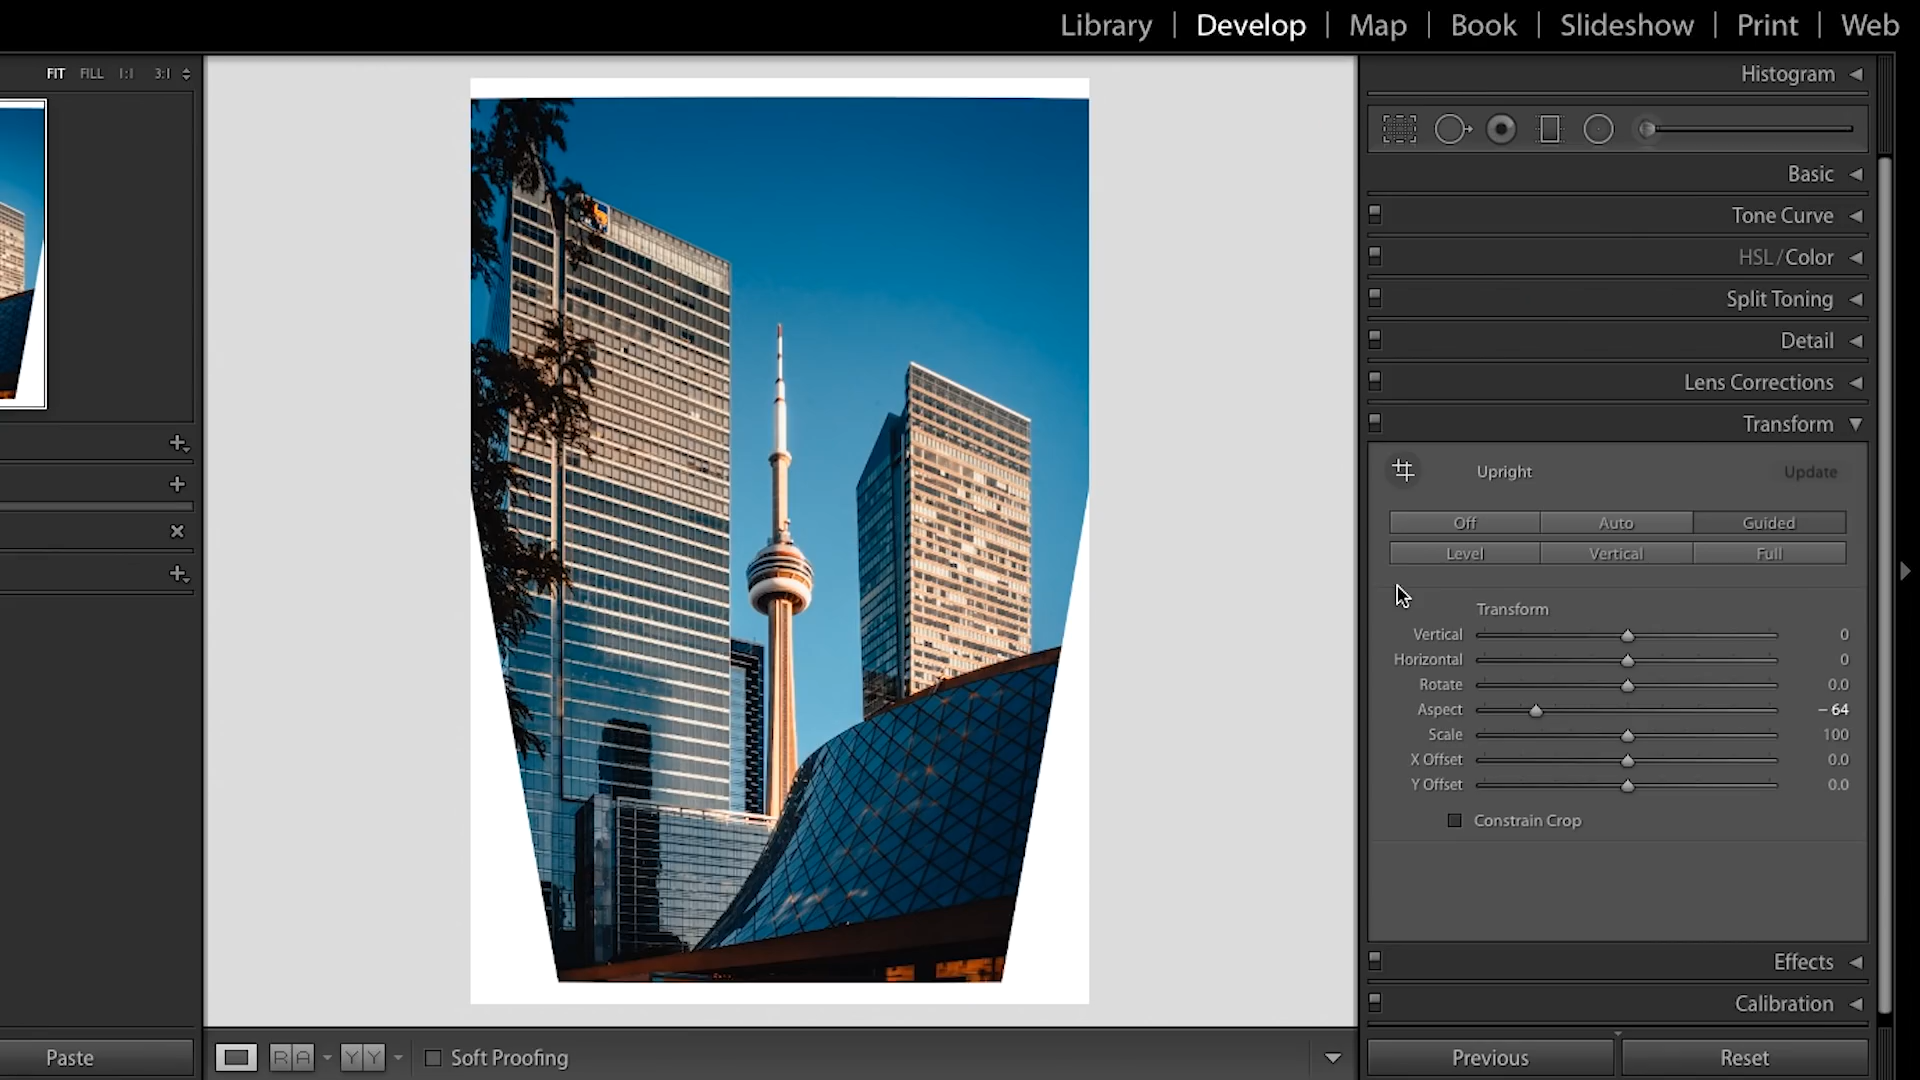 Library | Develop | Map | Book | Slideshow | Print | Web
FIT FILL 1:1 3:1
Histogram
Basic
Tone Curve
HSL / Color
Split Toning
Detail
Lens Corrections
Transform
Upright Update
Off Auto Guided
Level Vertical Full
Transform
Vertical 0
Horizontal 0
Rotate 0.0
Aspect – 64
Scale 100
X Offset 0.0
Y Offset 0.0
Constrain Crop
Effects
Calibration
Paste R A Y Y Soft Proofing Previous Reset